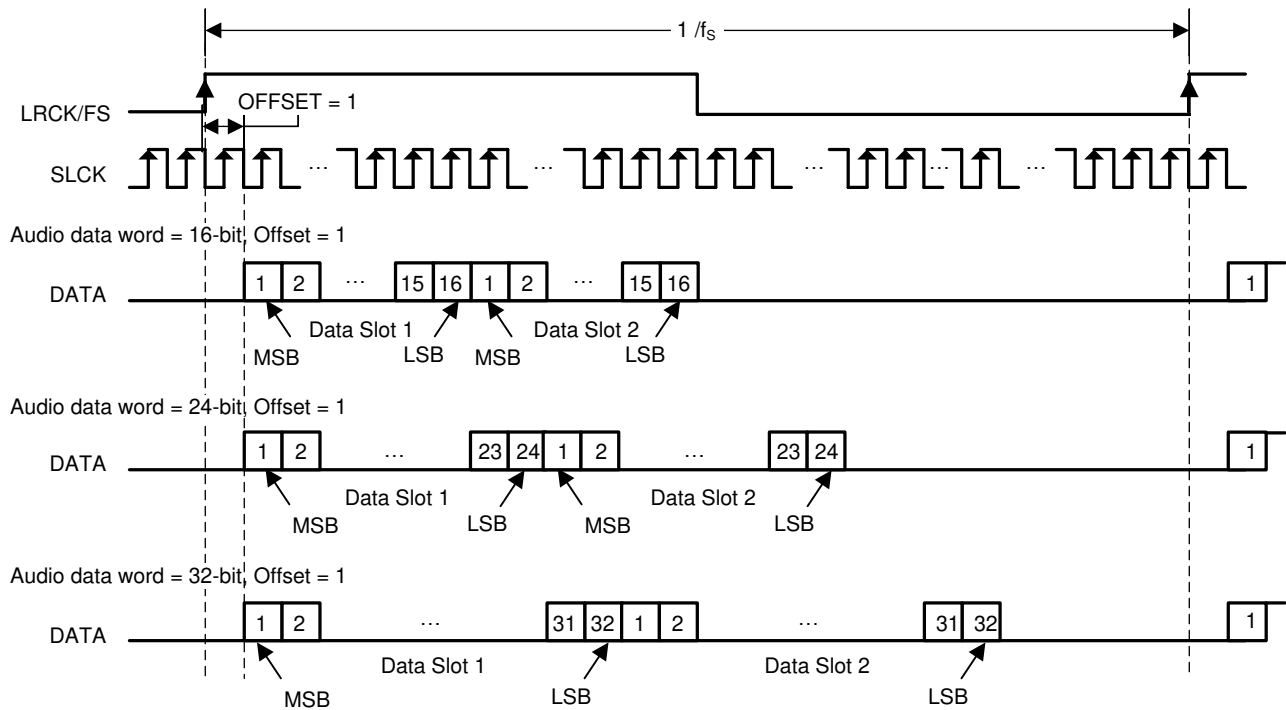 1 /fS
LRCK/FS
OFFSET = 1
SLCK
… … … … …
Audio data word = 16-bit, Offset = 1
DATA
1 2 … 15 16 1 2 … 15 16 1
Data Slot 1 Data Slot 2
MSB LSB MSB LSB
Audio data word = 24-bit, Offset = 1
DATA
1 2 … 23 24 1 2 … 23 24 1
Data Slot 1 Data Slot 2
MSB LSB MSB LSB
Audio data word = 32-bit, Offset = 1
DATA
1 2 … 31 32 1 2 … 31 32 1
Data Slot 1 Data Slot 2
MSB LSB LSB